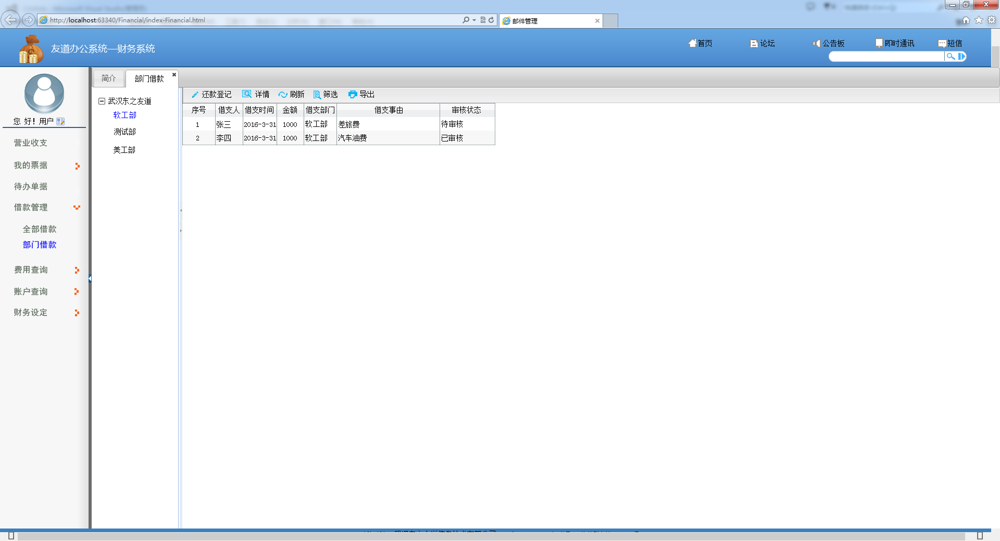 http://localhost:63340/Financial/index-Financial.html
邮件管理
友道办公系统—财务系统
首页
论坛
公告板
即时通讯
短信
您 好！用户
营业收支
我的票据
待办单据
借款管理
全部借款
部门借款
费用查询
账户查询
财务设定
简介
部门借款
武汉东之友道
软工部
测试部
美工部
还款登记 详情 刷新 筛选 导出
序号 借支人 借支时间 金额 借支部门 借支事由 审核状态
1 张三 2016-3-31 1000 软工部 差旅费 待审核
2 李四 2016-3-31 1000 软工部 汽车油费 已审核